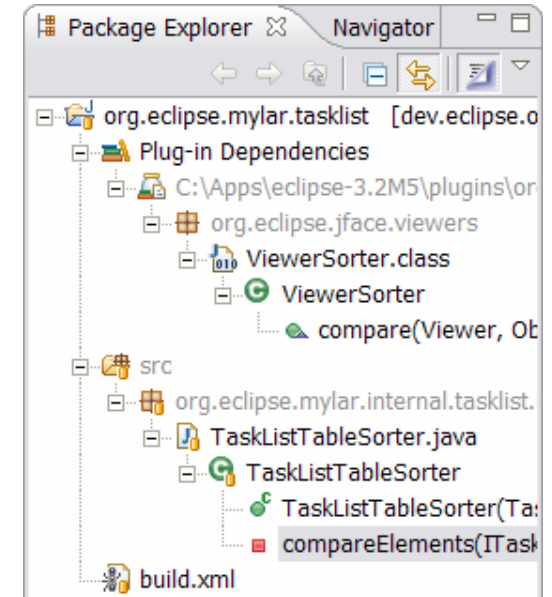 Package Explorer Navigator
org.eclipse.mylar.tasklist [dev.eclipse.o
Plug-in Dependencies
C:\Apps\eclipse-3.2M5\plugins\or
org.eclipse.jface.viewers
ViewerSorter.class
ViewerSorter
compare(Viewer, Ob
src
org.eclipse.mylar.internal.tasklist.
TaskListTableSorter.java
TaskListTableSorter
TaskListTableSorter(Tas
compareElements(ITask
build.xml